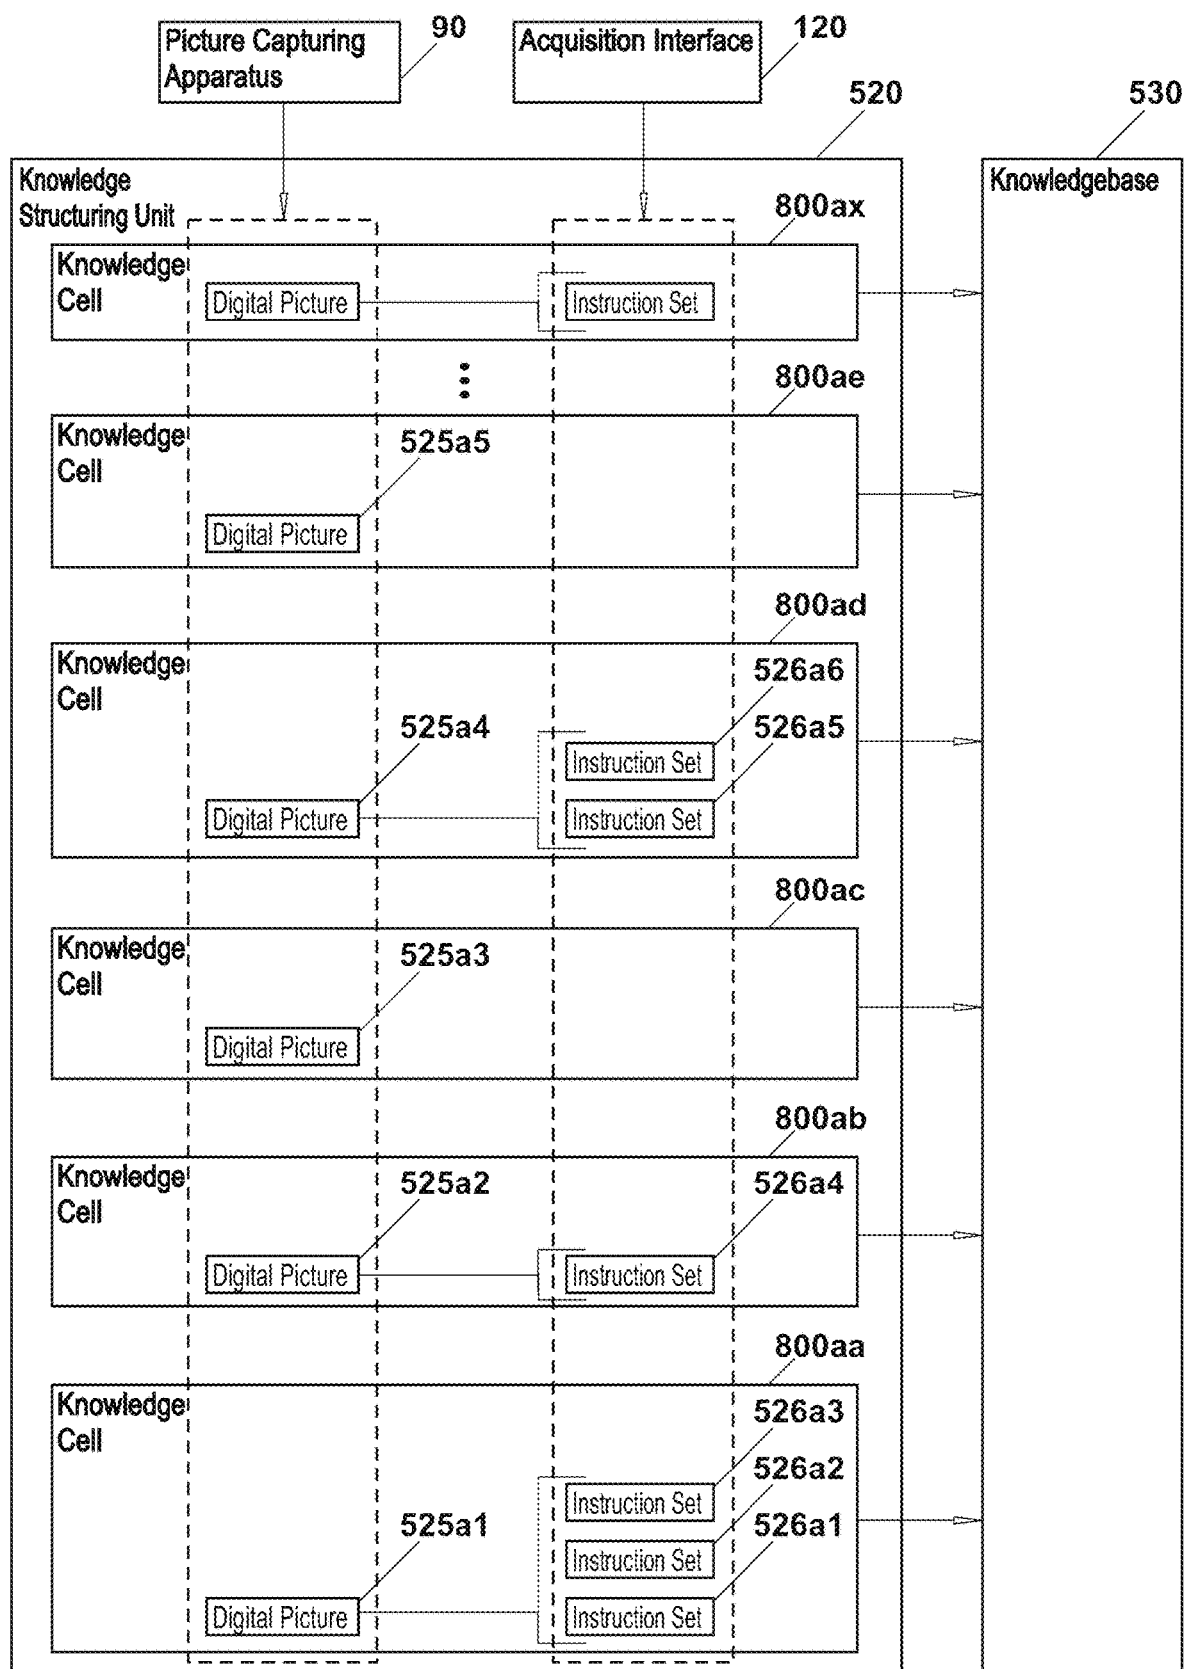 Picture Capturing
Apparatus
90
Acquisition Interface
120
520
530
Knowledge
Structuring Unit
Knowledgebase
800ax
Knowledge
Cell
Digital Picture
Instruction Set
800ae
Knowledge
Cell
525a5
Digital Picture
800ad
Knowledge
Cell
526a6
525a4
526a5
Instruction Set
Digital Picture
Instruction Set
800ac
Knowledge
Cell
525a3
Digital Picture
800ab
Knowledge
Cell
525a2
526a4
Digital Picture
Instruction Set
800aa
Knowledge
Cell
526a3
526a2
Instruction Set
525a1
526a1
Instruction Set
Digital Picture
Instruction Set